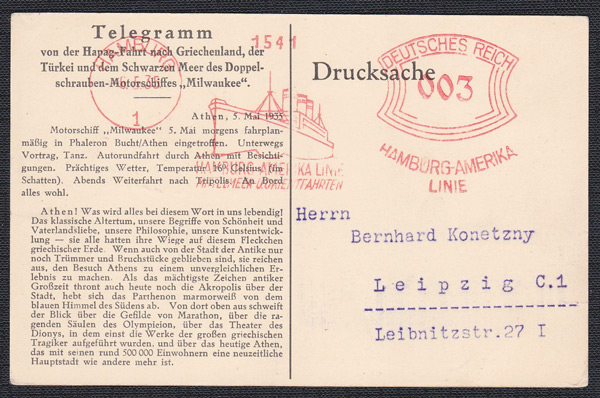 Telegramm
von der Hapag-Fahrt nach Griechenland, der
Türkei und dem Schwarzen Meer des Doppel-
schrauben-Motorschiffes „Milwaukee“.
Athen, 5. Mai 1935
Motorschiff „Milwaukee“ 5. Mai morgens fahrplan-
mäßig in Phaleron Bucht/Athen eingetroffen. Unterwegs
Vortrag, Tanz. Autorundfahrt durch Athen mit Besichti-
gungen. Prächtiges Wetter, Temperatur 16° Celsius (im
Schatten). Abends Weiterfahrt nach Tripolis. An Bord
alles wohl.
Athen! Was wird alles bei diesem Wort in uns lebendig!
Das klassische Altertum, unsere Begriffe von Schönheit und
Vaterlandsliebe, unsere Philosophie, unsere Kunstentwick-
lung — sie alle hatten ihre Wiege auf diesem Fleckchen
griechischer Erde. Wenn auch von der Stadt der Antike nur
noch Trümmer und Bruchstücke geblieben sind, sie reichen
aus, den Besuch Athens zu einem unvergleichlichen Er-
lebnis zu machen. Als das mächtigste Zeichen antiker
Großzeit thront auch heute noch die Akropolis über der
Stadt, hebt sich das Parthenon marmorweiß von dem
blauen Himmel des Südens ab. Von dort oben aus schweift
der Blick über die Gefilde von Marathon, über die ra-
genden Säulen des Olympieion, über das Theater des
Dionys, in dem einst die Werke der großen griechischen
Tragiker aufgeführt wurden, und über das heutige Athen,
das mit seinen rund 500 000 Einwohnern eine neuzeitliche
Hauptstadt wie andere mehr ist.
HAMBURG
5.35
1
1541
HAMBURG-AMERIKA LINIE
MITTELMEER U. ORIENTFAHRTEN
Drucksache
DEUTSCHES REICH
003
HAMBURG-AMERIKA
LINIE
Herrn
Bernhard Konetzny
Leipzig C.1
Leibnitzstr.27 I